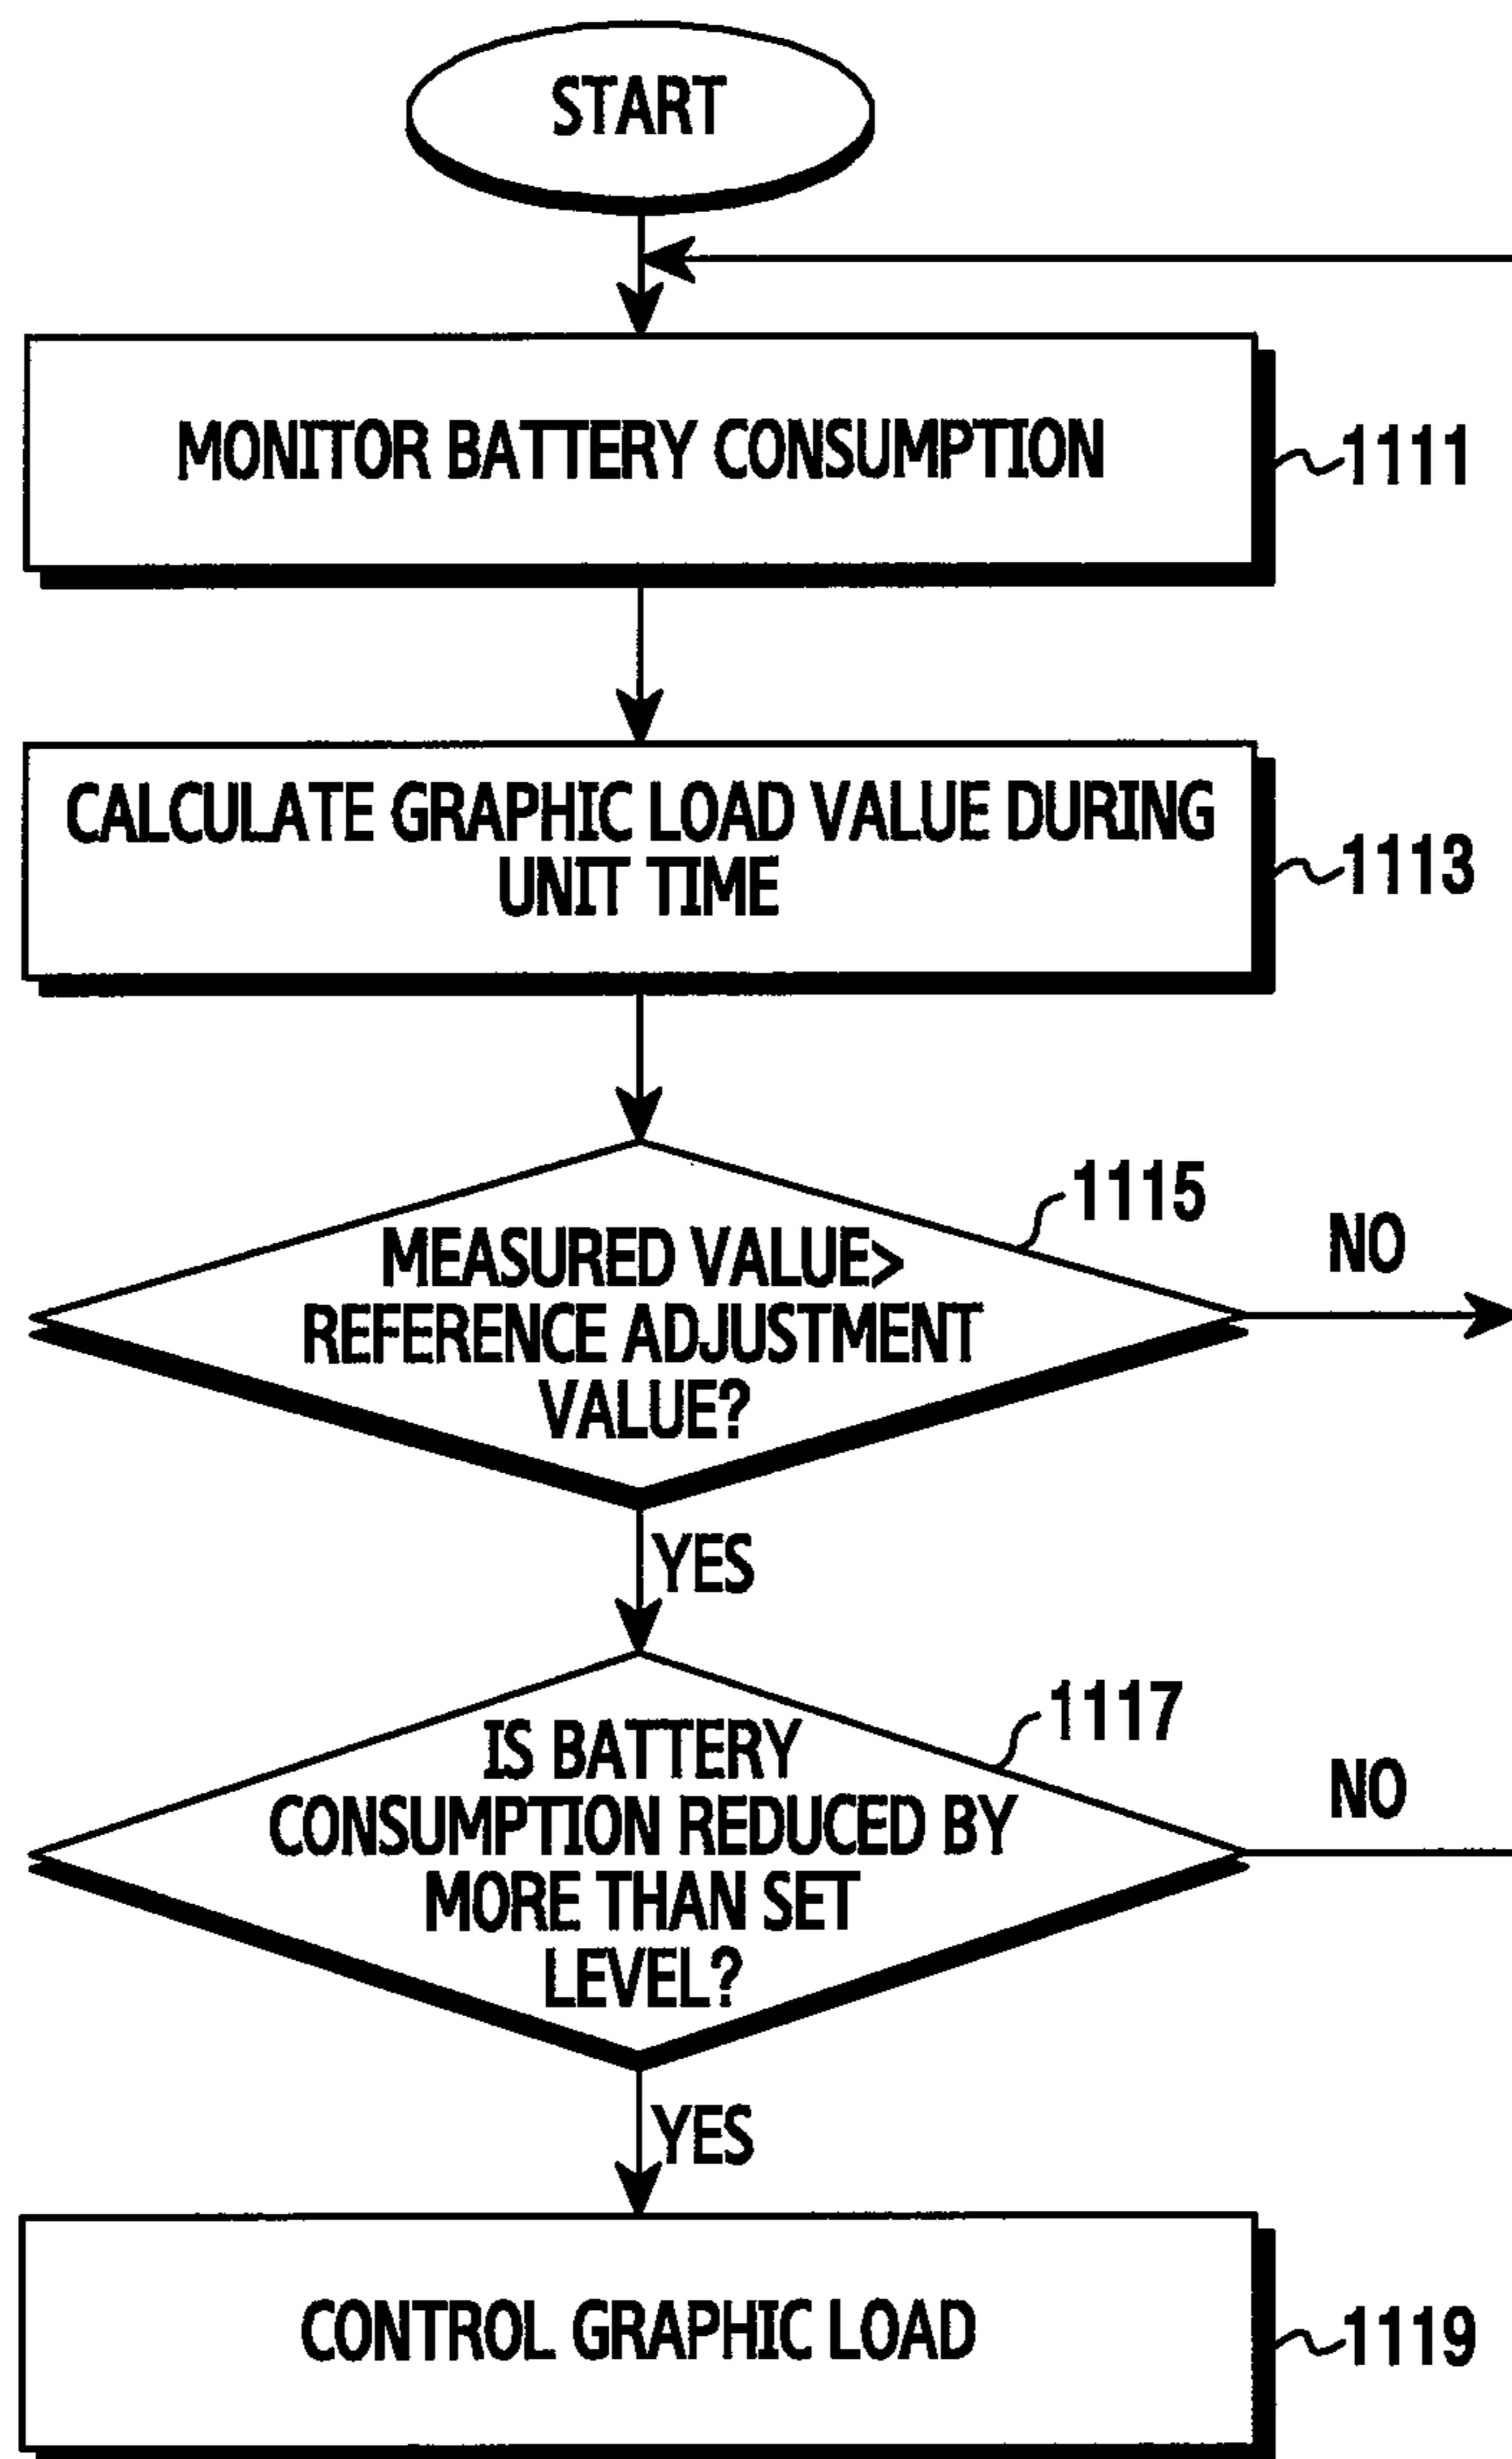 START
MONITOR BATTERY CONSUMPTION
1111
CALCULATE GRAPHIC LOAD VALUE DURING
UNIT TIME
1113
1115
MEASURED VALUE>
REFERENCE ADJUSTMENT
VALUE?
NO
YES
1117
IS BATTERY
CONSUMPTION REDUCED BY
MORE THAN SET
LEVEL?
NO
YES
CONTROL GRAPHIC LOAD
1119